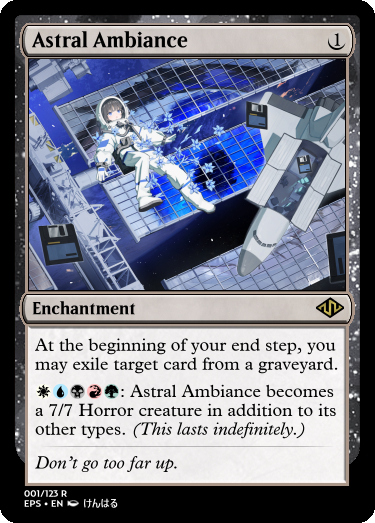 Astral Ambiance 1
Enchantment
At the beginning of your end step, you
may exile target card from a graveyard.
: Astral Ambiance becomes
a 7/7 Horror creature in addition to its
other types. (This lasts indefinitely.)
Don't go too far up.
001/123 R
EPS • EN けんはる